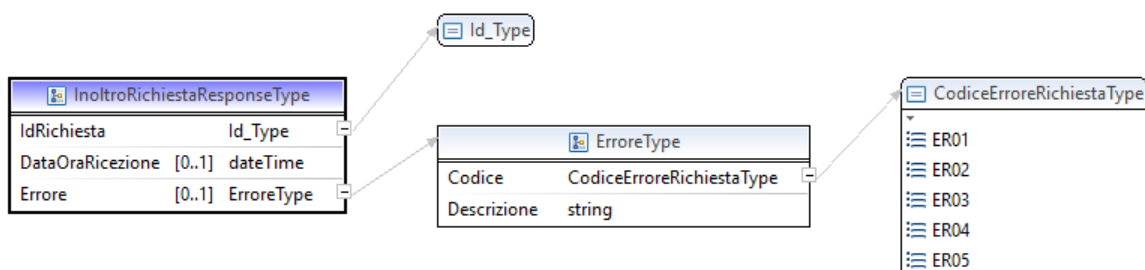 Id_Type
InoltroRichiestaResponseType
IdRichiesta Id_Type
DataOraRicezione [0..1] dateTime
Errore [0..1] ErroreType
ErroreType
Codice CodiceErroreRichiestaType
Descrizione string
CodiceErroreRichiestaType
ER01
ER02
ER03
ER04
ER05